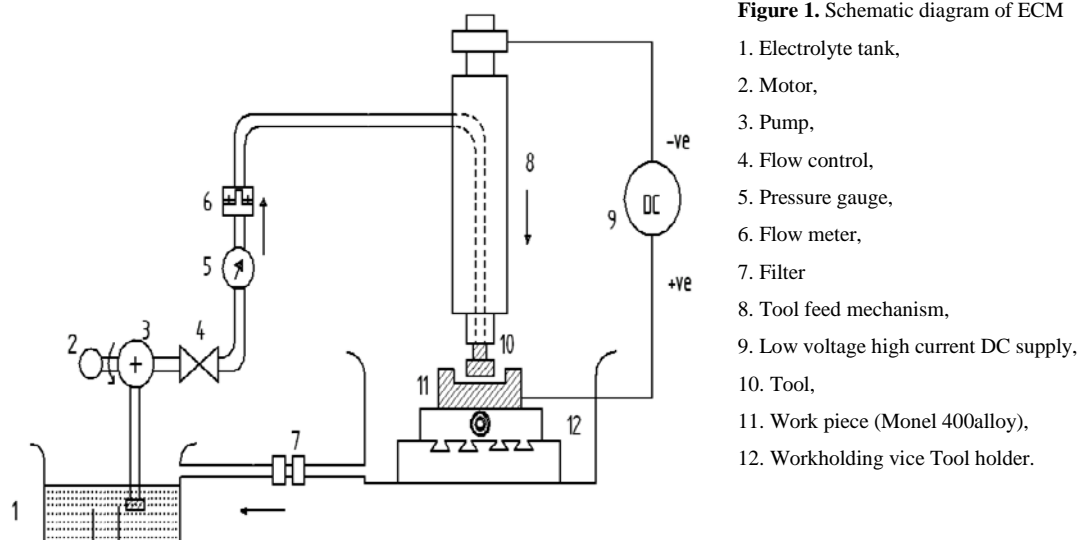 Figure 1. Schematic diagram of ECM
1. Electrolyte tank,
2. Motor,
3. Pump,
4. Flow control,
5. Pressure gauge,
6. Flow meter,
7. Filter
8. Tool feed mechanism,
9. Low voltage high current DC supply,
10. Tool,
11. Work piece (Monel 400alloy),
12. Workholding vice Tool holder.
-ve
8
6
DC
9
5
+ve
3
4
2
10
11
12
7
1